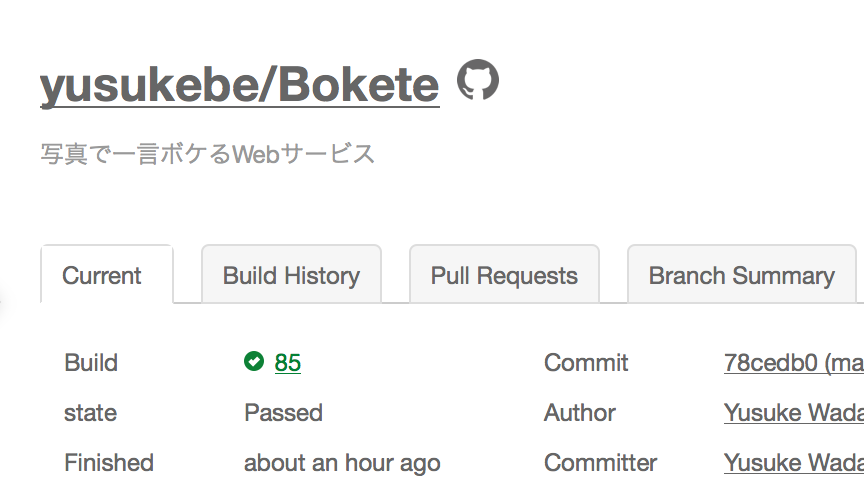 yusukebe/Bokete
写真で一言ボケるWebサービス
Current Build History Pull Requests Branch Summary
Build 85 Commit 78cedb0 (ma
state Passed Author Yusuke Wada
Finished about an hour ago Committer Yusuke Wada